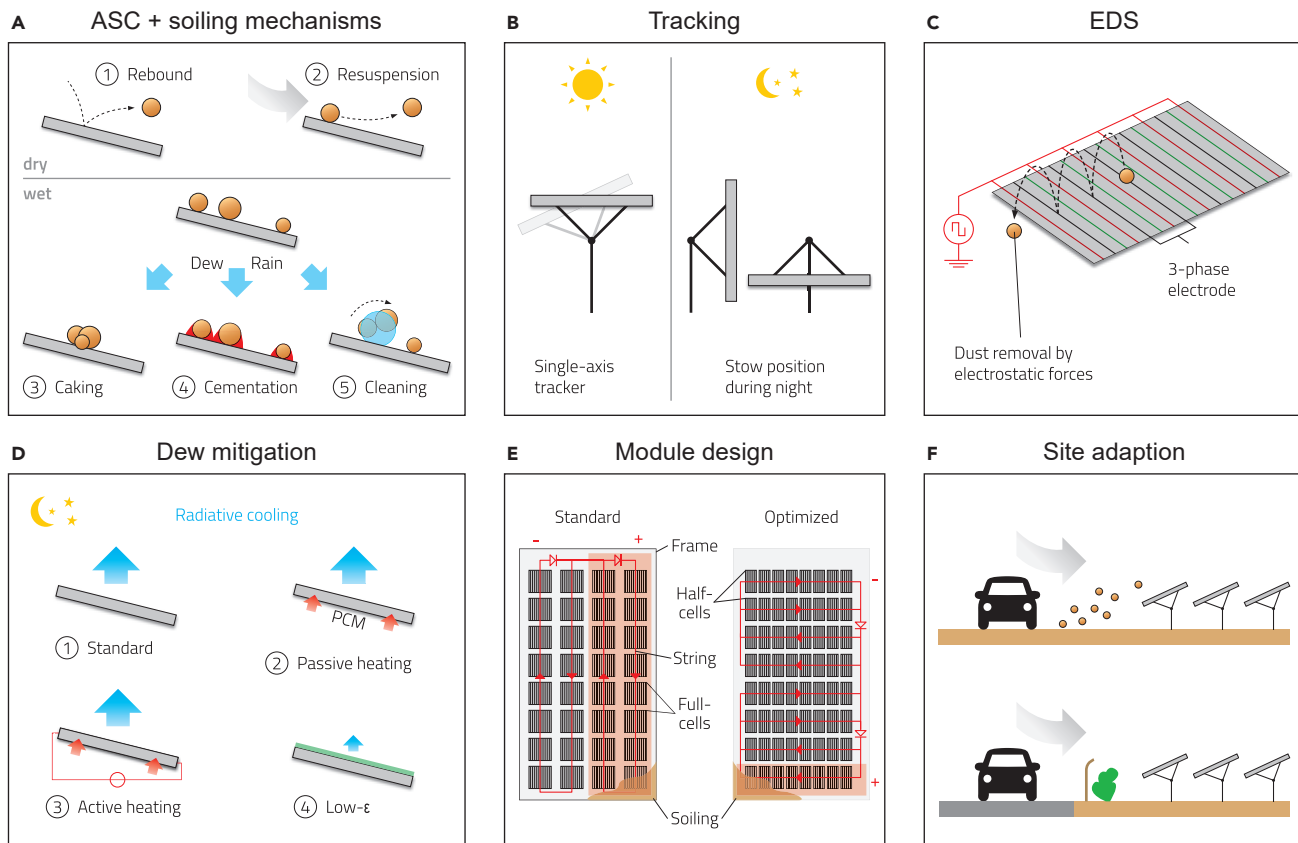 A
ASC + soiling mechanisms
1 Rebound
2 Resuspension
dry
wet
Dew
Rain
3 Caking
4 Cementation
5 Cleaning
B
Tracking
Single-axis
tracker
Stow position
during night
C
EDS
3-phase
electrode
Dust removal by
electrostatic forces
D
Dew mitigation
Radiative cooling
1 Standard
PCM
2 Passive heating
3 Active heating
4 Low-ε
E
Module design
Standard
Optimized
-
+
Frame
-
Half-
cells
String
Full-
cells
+
Soiling
F
Site adaption